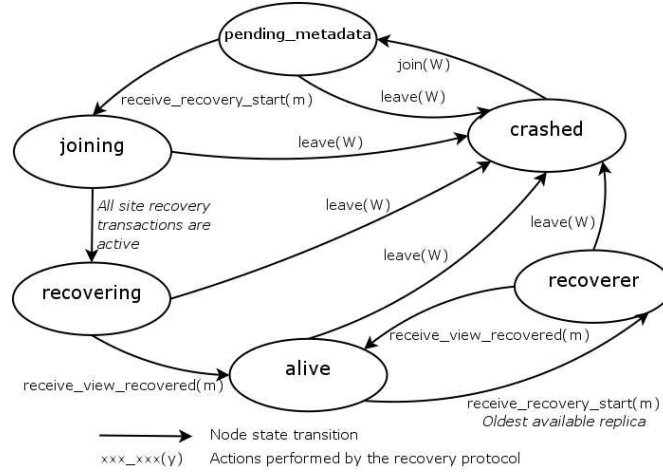 pending_metadata
join(W)
receive_recovery_start(m)
leave(W)
crashed
joining
leave(W)
All site recovery
transactions are
active
leave(W)
leave(W)
leave(W)
recovering
recoverer
receive_view_recovered(m)
alive
receive_view_recovered(m)
receive_recovery_start(m)
Oldest available replica
Node state transition
xxx_xxx(y) Actions performed by the recovery protocol